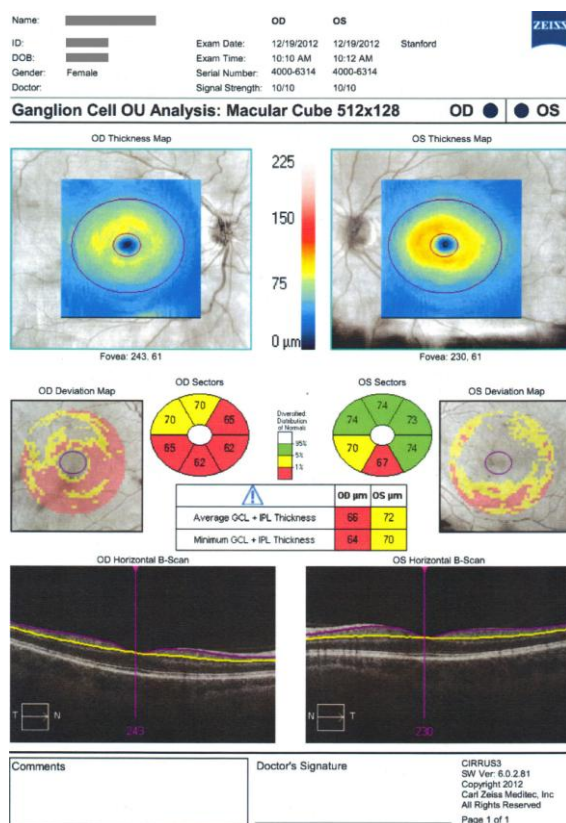 Name:
OD OS
ZEISS
ID:
Exam Date: 12/19/2012 12/19/2012 Stanford
DOB:
Exam Time: 10:10 AM 10:12 AM
Gender: Female
Serial Number: 4000-6314 4000-6314
Doctor:
Signal Strength: 10/10 10/10
Ganglion Cell OU Analysis: Macular Cube 512x128 OD OS
OD Thickness Map
OS Thickness Map
225
150
75
0 µm
Fovea: 243, 61
Fovea: 230, 61
OD Deviation Map
OD Sectors
OS Sectors
OS Deviation Map
70
70
65
65
62
62
Diversified
Distribution
of Normals
95%
5%
1%
74
74
73
70
74
67
OD µm OS µm
Average GCL + IPL Thickness 66 72
Minimum GCL + IPL Thickness 64 70
OD Horizontal B-Scan
OS Horizontal B-Scan
T N
243
N T
230
Comments
Doctor's Signature
CIRRUS3
SW Ver: 6.0.2.81
Copyright 2012
Carl Zeiss Meditec, Inc
All Rights Reserved
Page 1 of 1